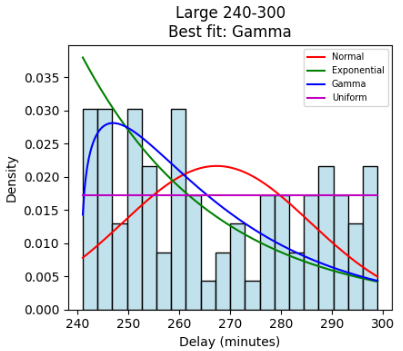 Large 240-300
Best fit: Gamma
Normal
Exponential
Gamma
Uniform
0.035
0.030
0.025
0.020
0.015
0.010
0.005
0.000
Density
240
250
260
270
280
290
300
Delay (minutes)